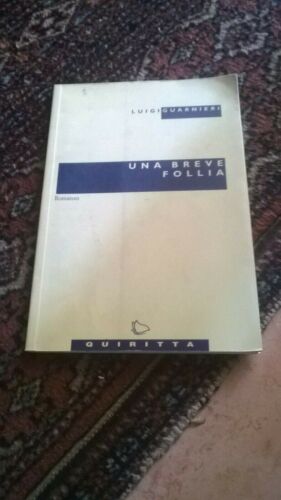 LUIGI GUARNIERI
UNA BREVE
FOLLIA
Romanzo
QUIRITTA